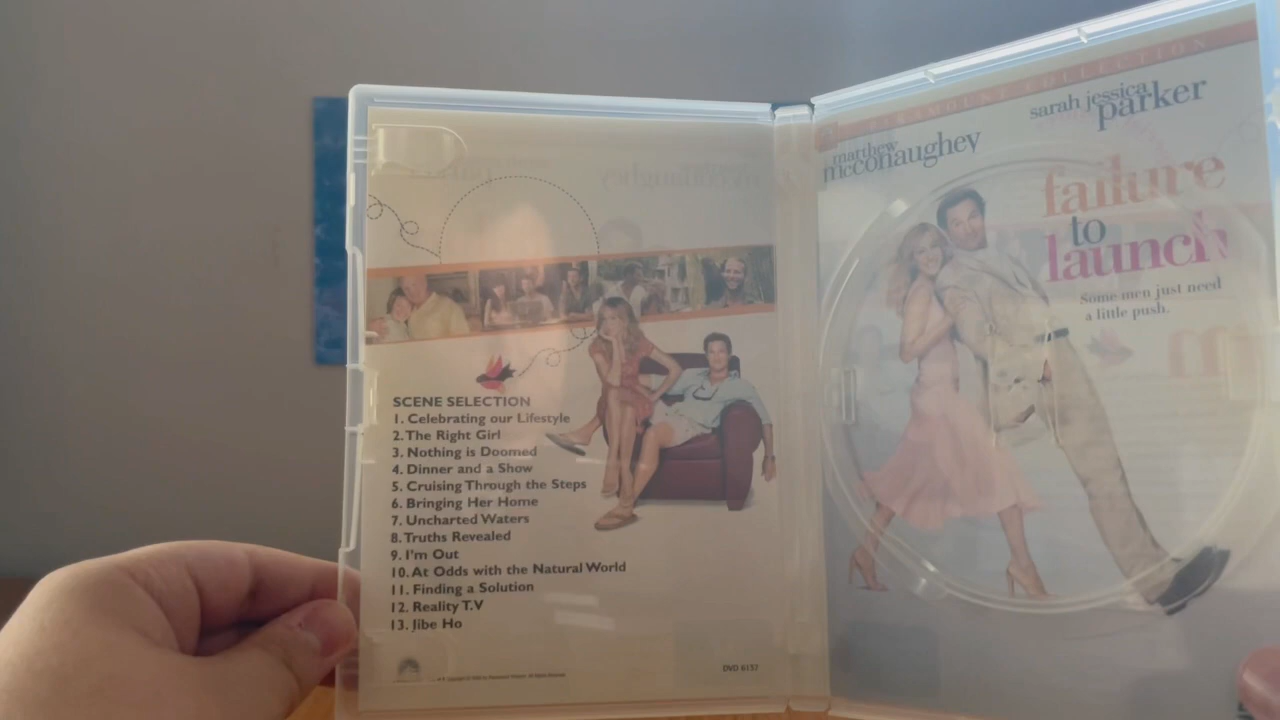 SCENE SELECTION
1. Celebrating our Lifestyle
2. The Right Girl
3. Nothing is Doomed
4. Dinner and a Show
5. Cruising Through the Steps
6. Bringing Her Home
7. Uncharted Waters
8. Truths Revealed
9. I'm Out
10. At Odds with the Natural World
11. Finding a Solution
12. Reality T.V
13. Jibe Ho
DVD 6137
PARAMOUNT COLLECTION
matthew
mcconaughey
sarah jessica
parker
failure
to
launch
Some men just need
a little push.